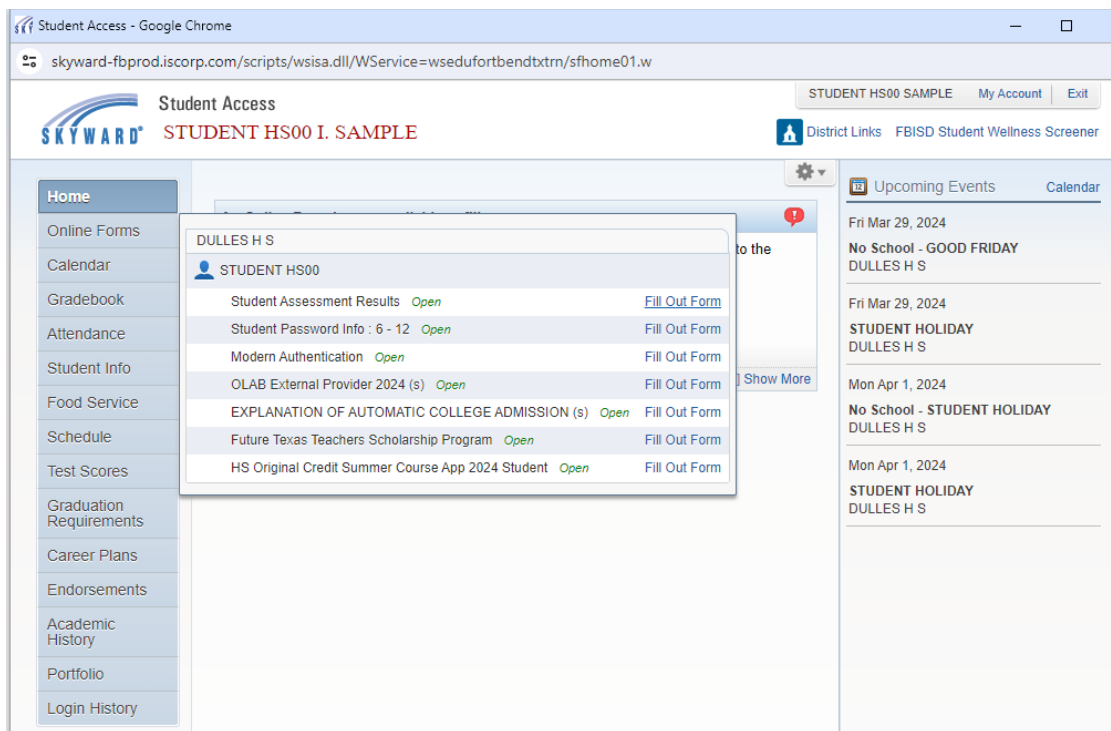 Student Access - Google Chrome
skyward-fbprod.iscorp.com/scripts/wsisa.dll/WService=wsedufortbendtxtrn/sfhome01.w
SKYWARD®
Student Access
STUDENT HS00 I. SAMPLE
STUDENT HS00 SAMPLE My Account Exit
District Links FBISD Student Wellness Screener
Home
Online Forms
Calendar
Gradebook
Attendance
Student Info
Food Service
Schedule
Test Scores
Graduation
Requirements
Career Plans
Endorsements
Academic
History
Portfolio
Login History
to the
DULLES H S
STUDENT HS00
Student Assessment Results Open Fill Out Form
Student Password Info : 6 - 12 Open Fill Out Form
Modern Authentication Open Fill Out Form
OLAB External Provider 2024 (s) Open Fill Out Form
EXPLANATION OF AUTOMATIC COLLEGE ADMISSION (s) Open Fill Out Form
Future Texas Teachers Scholarship Program Open Fill Out Form
HS Original Credit Summer Course App 2024 Student Open Fill Out Form
] Show More
12 Upcoming Events Calendar
Fri Mar 29, 2024
No School - GOOD FRIDAY
DULLES H S
Fri Mar 29, 2024
STUDENT HOLIDAY
DULLES H S
Mon Apr 1, 2024
No School - STUDENT HOLIDAY
DULLES H S
Mon Apr 1, 2024
STUDENT HOLIDAY
DULLES H S